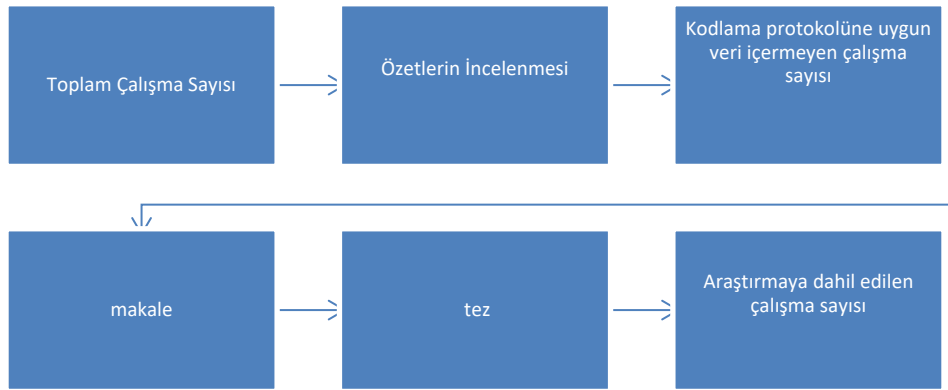 Toplam Çalışma Sayısı
Özetlerin İncelenmesi
Kodlama protokolüne uygun
veri içermeyen çalışma
sayısı
makale
tez
Araştırmaya dahil edilen
çalışma sayısı